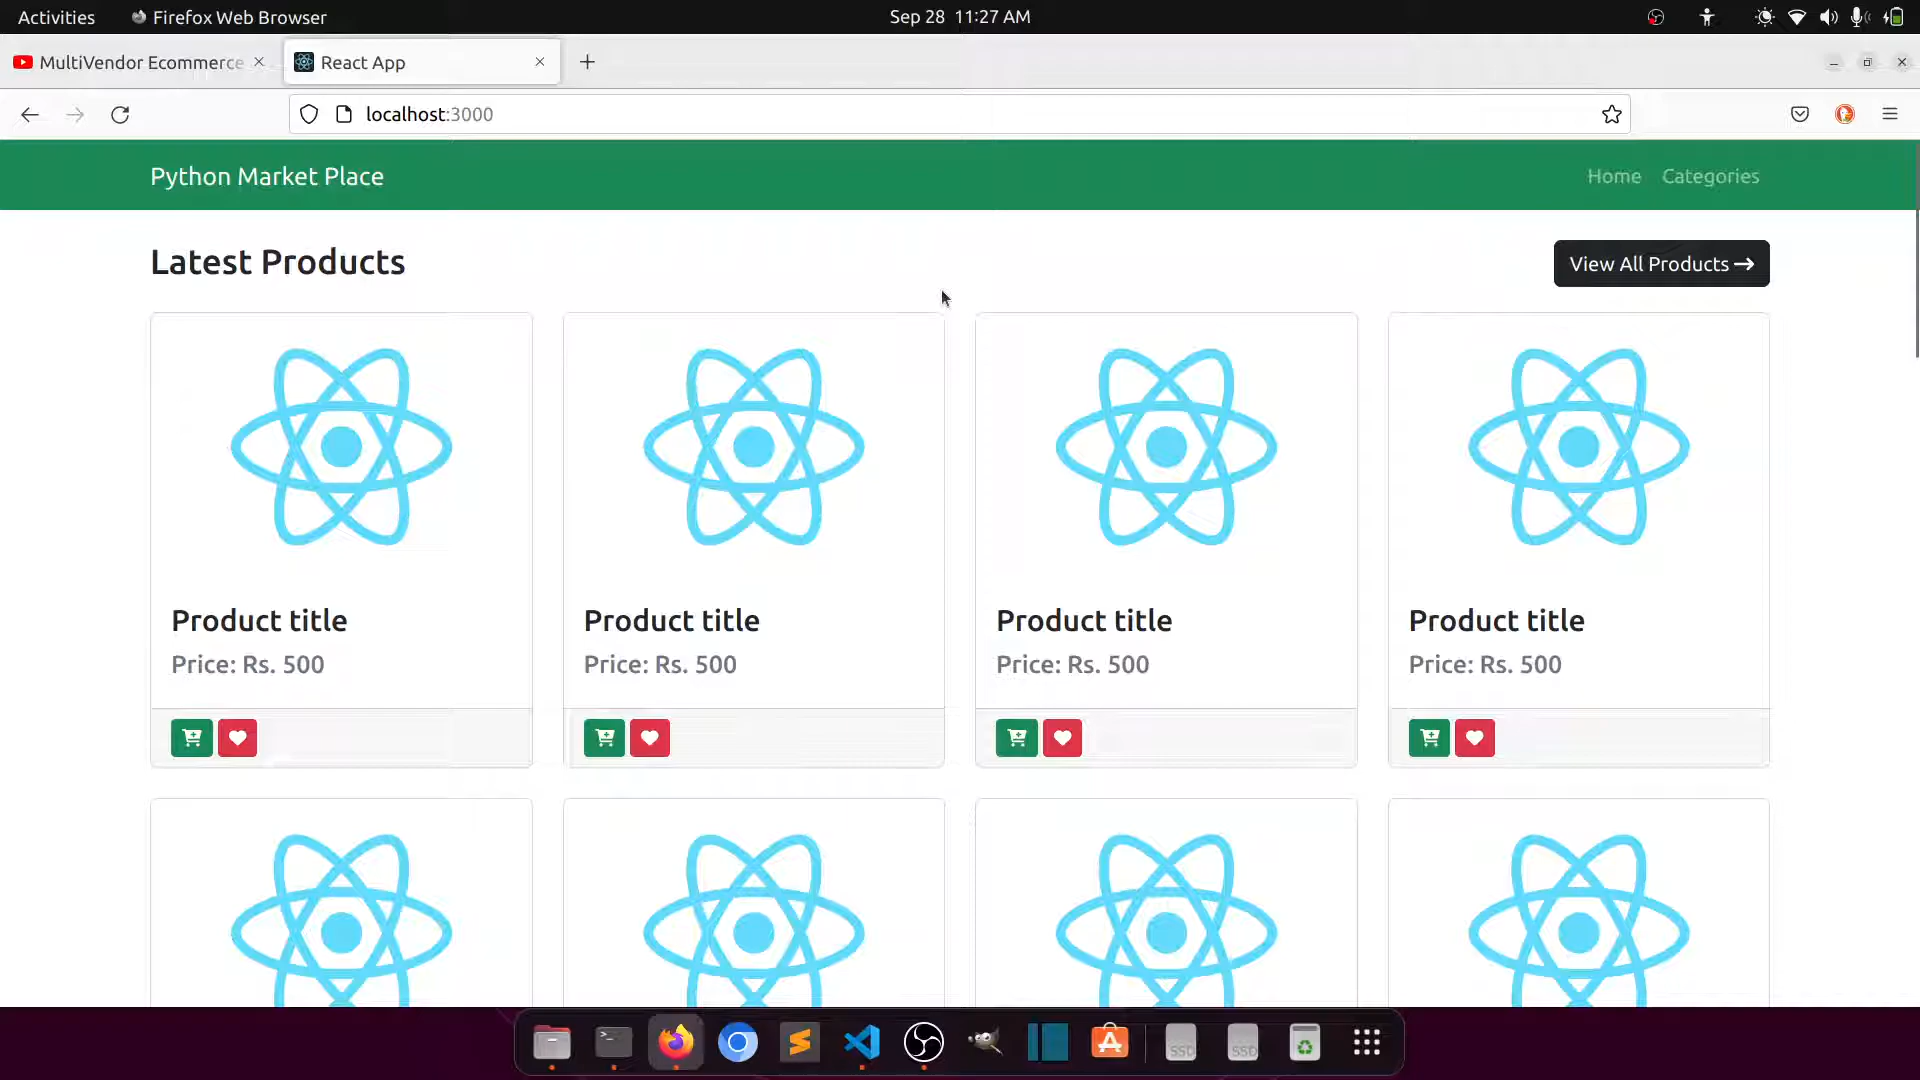 Activities
Firefox Web Browser
Sep 28 11:27 AM
MultiVendor Ecommerce
React App
localhost:3000
Python Market Place
Home
Categories
Latest Products
View All Products
Product title
Price: Rs. 500
Product title
Price: Rs. 500
Product title
Price: Rs. 500
Product title
Price: Rs. 500
SSD
SSD